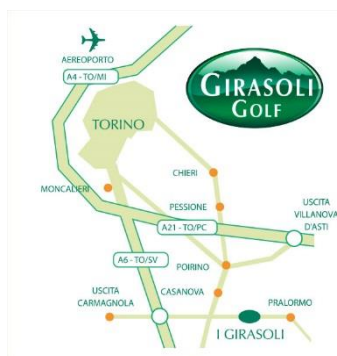 AEREOPORTO
A4 - TO/MI
GIRASOLI
GOLF
TORINO
CHIERI
MONCALIERI
PESSIONE
USCITA
VILLANOVA
D'ASTI
A21 - TO/PC
A6 - TO/SV
POIRINO
USCITA
CARMAGNOLA
CASANOVA
PRALORMO
I GIRASOLI